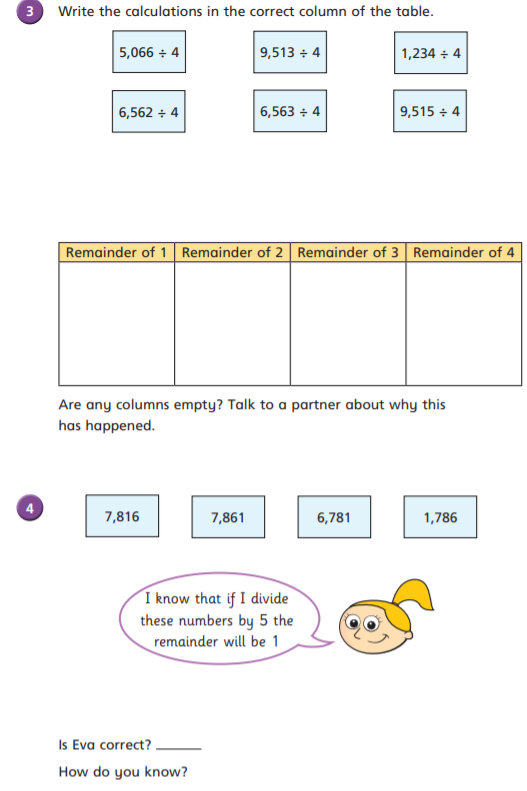 3 Write the calculations in the correct column of the table.
5,066 ÷ 4 9,513 ÷ 4 1,234 ÷ 4
6,562 ÷ 4 6,563 ÷ 4 9,515 ÷ 4
Remainder of 1 Remainder of 2 Remainder of 3 Remainder of 4
Are any columns empty? Talk to a partner about why this
has happened.
4 7,816 7,861 6,781 1,786
I know that if I divide
these numbers by 5 the
remainder will be 1
Is Eva correct?
How do you know?